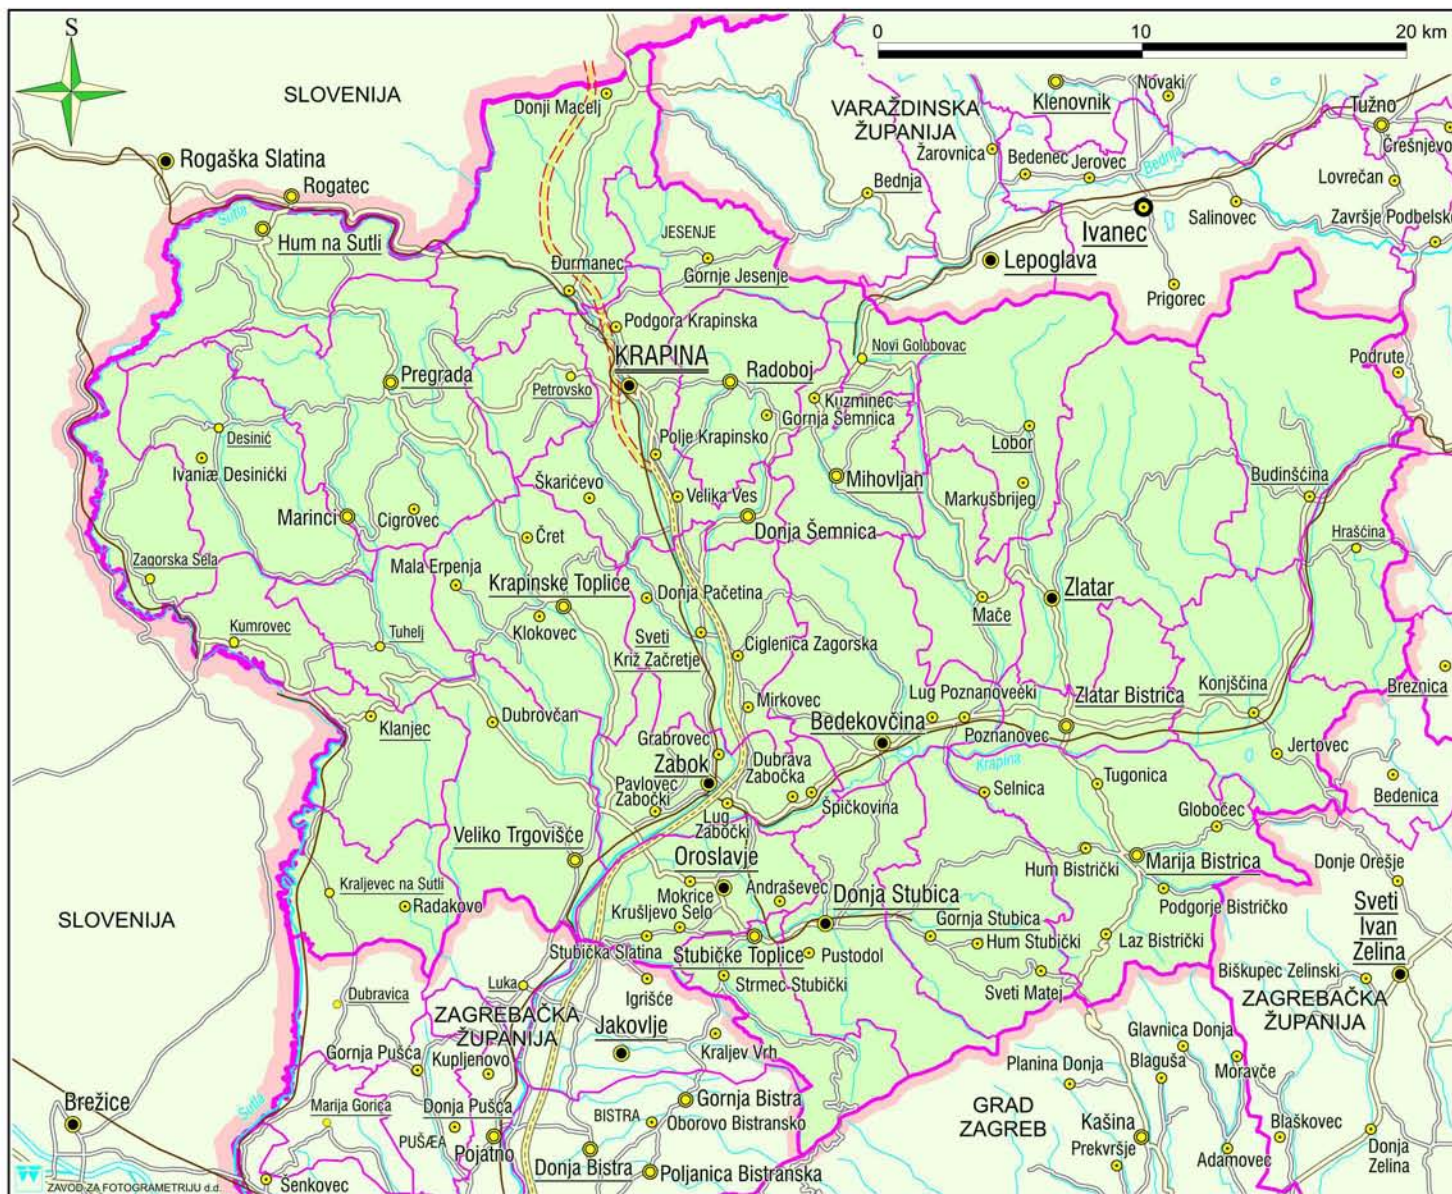 S
0
10
20 km
SLOVENIJA
Donji Macelj
VARAŽDINSKA
ŽUPANIJA
Klenovnik
Novaki
Tužno
Črešnjevo
Rogaška Slatina
Rogatec
Žarovnica
Bedenec
Jerovec
Bednja
Lovrečan
Sutla
Bednja
Salinovec
Završje Podbelsko
Hum na Sutli
JESENJE
Ivanec
Đurmanec
Gornje Jesenje
Lepoglava
Prigorec
Podgora Krapinska
KRAPINA
Novi Golubovac
Podrute
Pregrada
Petrovsko
Radoboj
Kuzminec
Gornja Šemnica
Desinić
Polje Krapinsko
Lobor
Ivaniæ Desinićki
Škarićevo
Mihovljan
Budinščina
Velika Ves
Markušbrijeg
Marinci
Cigrovec
Donja Šemnica
Hrašćina
Čret
Zagorska Sela
Mala Erpenja
Krapinske Toplice
Donja Pačetina
Zlatar
Mače
Kumrovec
Tuhelj
Klokovec
Sveti
Križ Začretje
Ciglenica Zagorska
Breznica
Konjščina
Lug Poznanoveèki
Zlatar Bistrica
Mirkovec
Klanjec
Dubrovčan
Bedekovčina
Poznanovec
Grabrovec
Zabok
Dubrava
Zabočka
Krapina
Jertovec
Pavlovec
Zabočki
Tugonica
Bedenica
Selnica
Špičkovina
Lug
Zabočki
Globočec
Veliko Trgovišće
Oroslavje
Hum Bistrički
Marija Bistrica
Donje Orešje
Kraljevec na Sutli
Mokrice
Andraševec
Donja Stubica
Podgorje Bistričko
Radakovo
Krušljevo Selo
Gornja Stubica
Sveti
Ivan
Zelina
SLOVENIJA
Hum Stubički
Laz Bistrički
Stubička Slatina
Stubičke Toplice
Pustodol
Biškupec Zelinski
Luka
Igrišće
Strmec Stubički
Sveti Matej
Dubravica
ZAGREBAČKA
ŽUPANIJA
ZAGREBAČKA
ŽUPANIJA
Jakovlje
Kraljev Vrh
Glavnica Donja
Gornja Pušća
Kupljenovo
Planina Donja
Blaguša
Moravče
Brežice
Sutla
Marija Gorica
Donja Pušća
Gornja Bistra
GRAD
ZAGREB
BISTRA
Oborovo Bistransko
Kašina
Blaškovec
PUŠÆA
Pojatno
Prekvršje
Donja
Zelina
Adamovec
Donja Bistra
Poljanica Bistranska
Šenkovec
ZAVOD ZA FOTOGRAMETRIJU d.d.